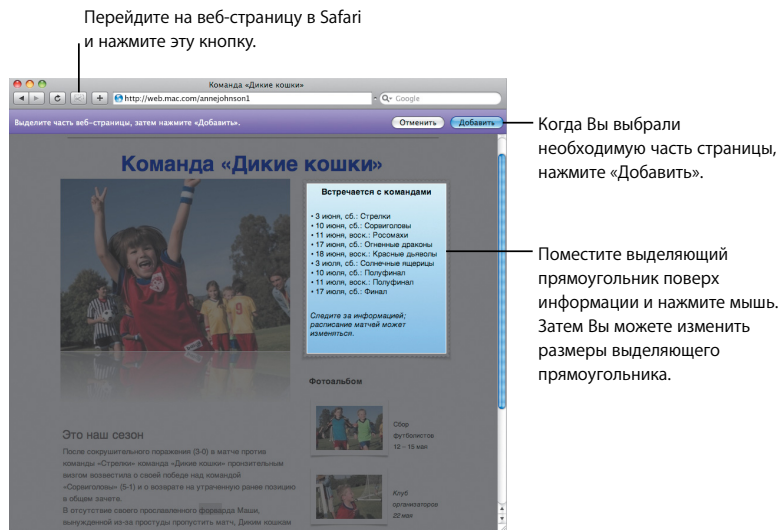 Перейдите на веб-страницу в Safari
и нажмите эту кнопку.
Команда «Дикие кошки»
http://web.mac.com/annejohnson1
Google
Выделите часть веб-страницы, затем нажмите «Добавить».
Отменить
Добавить
Когда Вы выбрали
необходимую часть страницы,
нажмите «Добавить».
Команда «Дикие кошки»
Встречается с командами
• 3 июня, сб.: Стрелки
• 10 июня, сб.: Сорвиголовы
• 11 июня, воск.: Росомахи
• 17 июня, сб.: Огненные драконы
• 18 июня, воск.: Красные дьяволы
• 3 июля, сб.: Солнечные ящерицы
• 10 июля, сб.: Полуфинал
• 11 июля, воск.: Полуфинал
• 17 июля, сб.: Финал
Следите за информацией;
расписание матчей может
изменяться.
Поместите выделяющий
прямоугольник поверх
информации и нажмите мышь.
Затем Вы можете изменить
размеры выделяющего
прямоугольника.
9
Фотоальбом
Сбор
футболистов
12 – 15 мая
Клуб
организаторов
22 мая
Это наш сезон
После сокрушительного поражения (3-0) в матче против
команды «Стрелки» команда «Дикие кошки» пронзительным
визгом возвестила о своей победе над командой
«Сорвиголовы» (5-1) и о возврате на утраченную ранее позицию
в общем зачете.
В отсутствие своего прославленного форварда Маши,
вынужденной из-за простуды пропустить матч, Диким кошкам